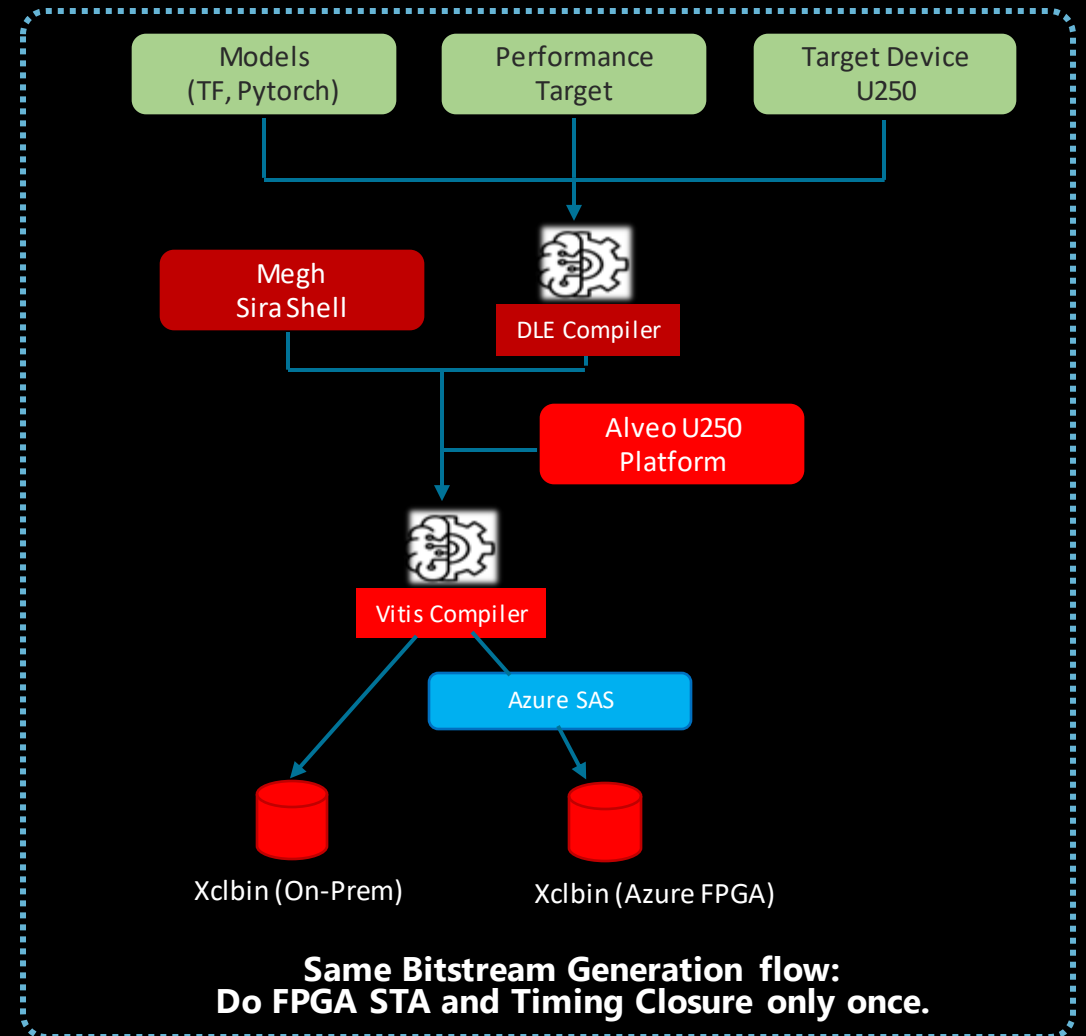 Models
(TF, Pytorch)
Performance
Target
Target Device
U250
Megh
Sira Shell
DLE Compiler
Alveo U250
Platform
Vitis Compiler
Azure SAS
Xclbin (On-Prem)
Xclbin (Azure FPGA)
Same Bitstream Generation flow:
Do FPGA STA and Timing Closure only once.